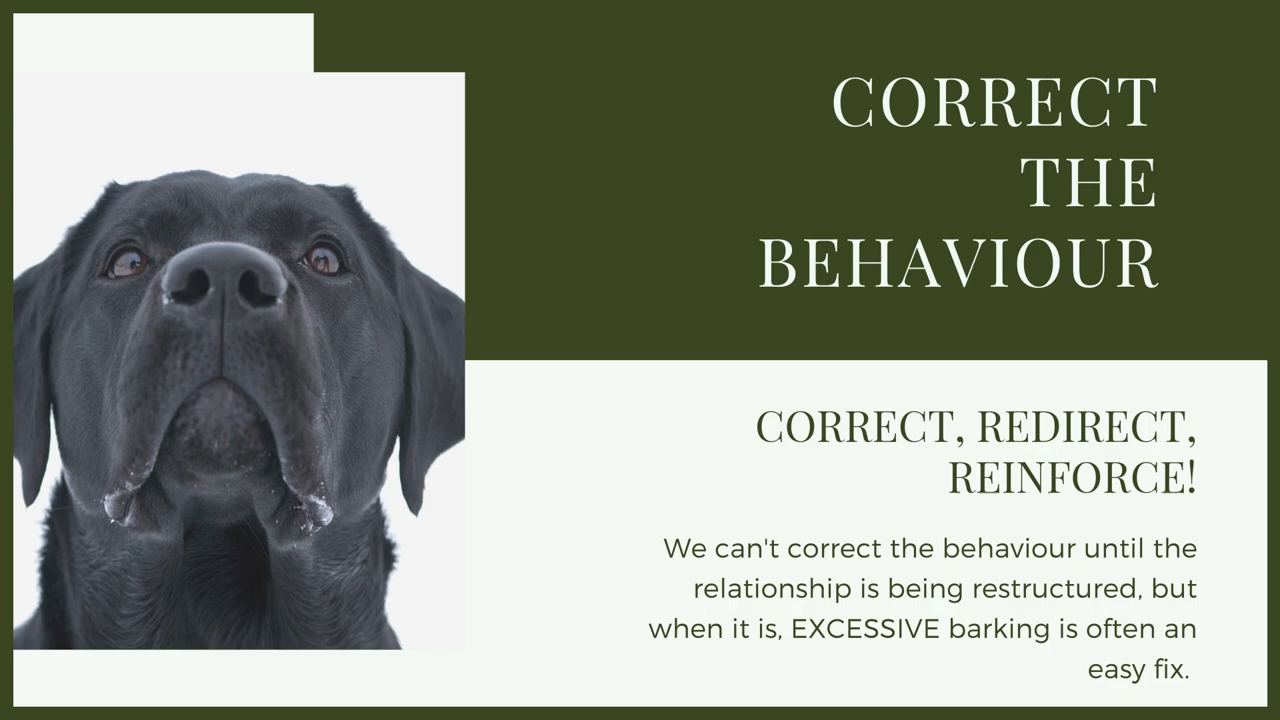 CORRECT
THE
BEHAVIOUR
CORRECT, REDIRECT,
REINFORCE!
We can't correct the behaviour until the
relationship is being restructured, but
when it is, EXCESSIVE barking is often an
easy fix.